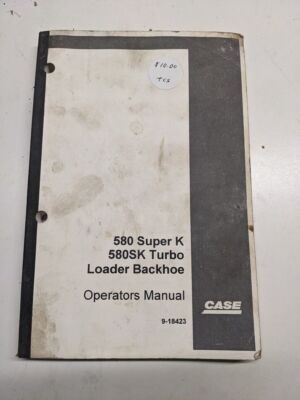 $10.00
TCS
580 Super K
580SK Turbo
Loader Backhoe
Operators Manual
CASE
9-18423